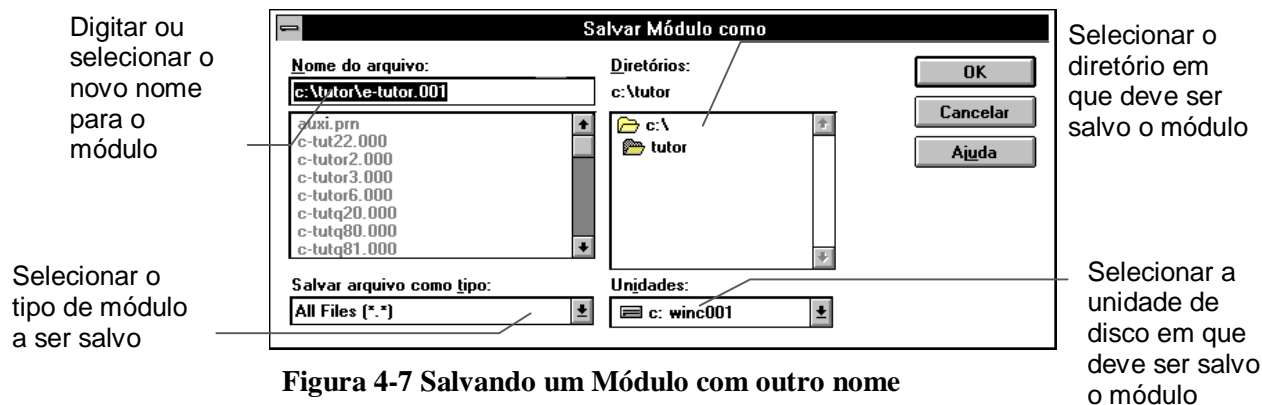 Digitar ou
selecionar o
novo nome
para o
módulo
Salvar Módulo como
Nome do arquivo:
c:\tutor\e-tutor.001
auxi.prn
c-tut22.000
c-tutor2.000
c-tutor3.000
c-tutor6.000
c-tutq20.000
c-tutq80.000
c-tutq81.000
Salvar arquivo como tipo:
All Files (*.*)
Diretórios:
c:\tutor
c:\
tutor
Unidades:
c: winc001
OK
Cancelar
Ajuda
Selecionar o
diretório em
que deve ser
salvo o módulo
Selecionar o
tipo de módulo
a ser salvo
Selecionar a
unidade de
disco em que
deve ser salvo
o módulo
Figura 4-7 Salvando um Módulo com outro nome